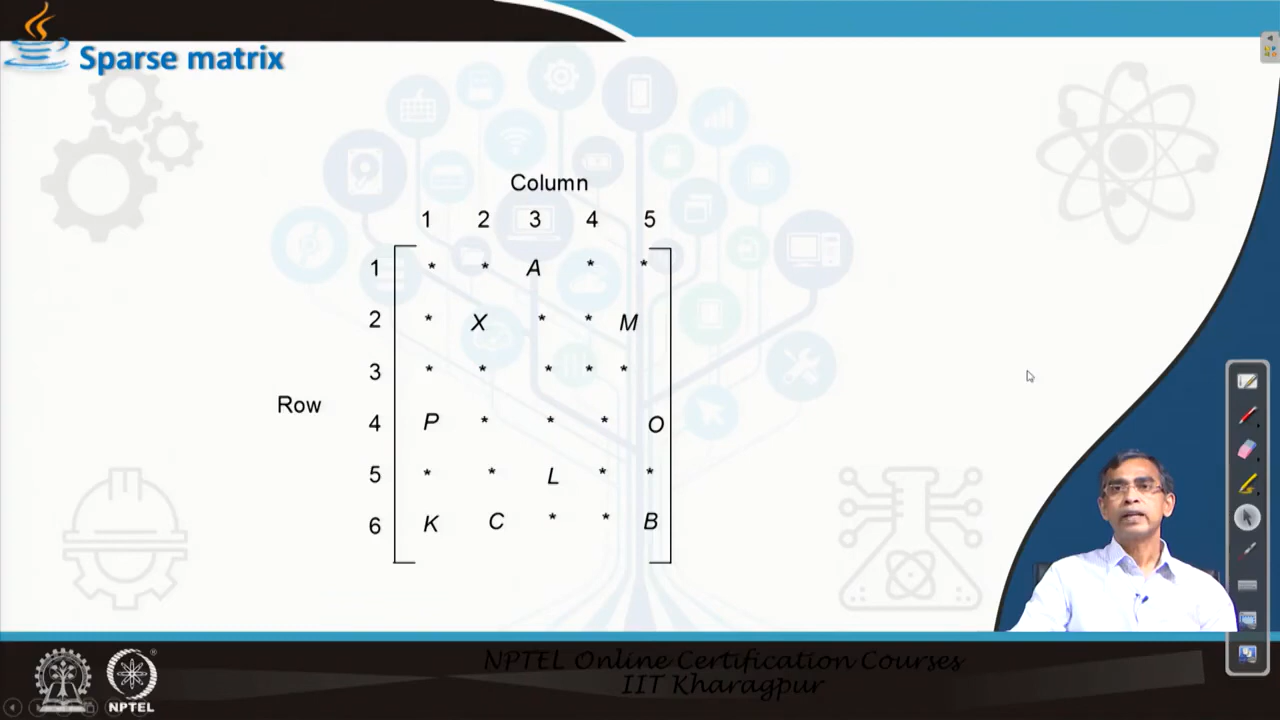 Sparse matrix
Column
1 2 3 4 5
1 * * A * *
2 * X * * M
3 * * * * *
Row
4 P * * * O
5 * * L * *
6 K C * * B
NPTEL Online Certification Courses
IIT Kharagpur
NPTEL